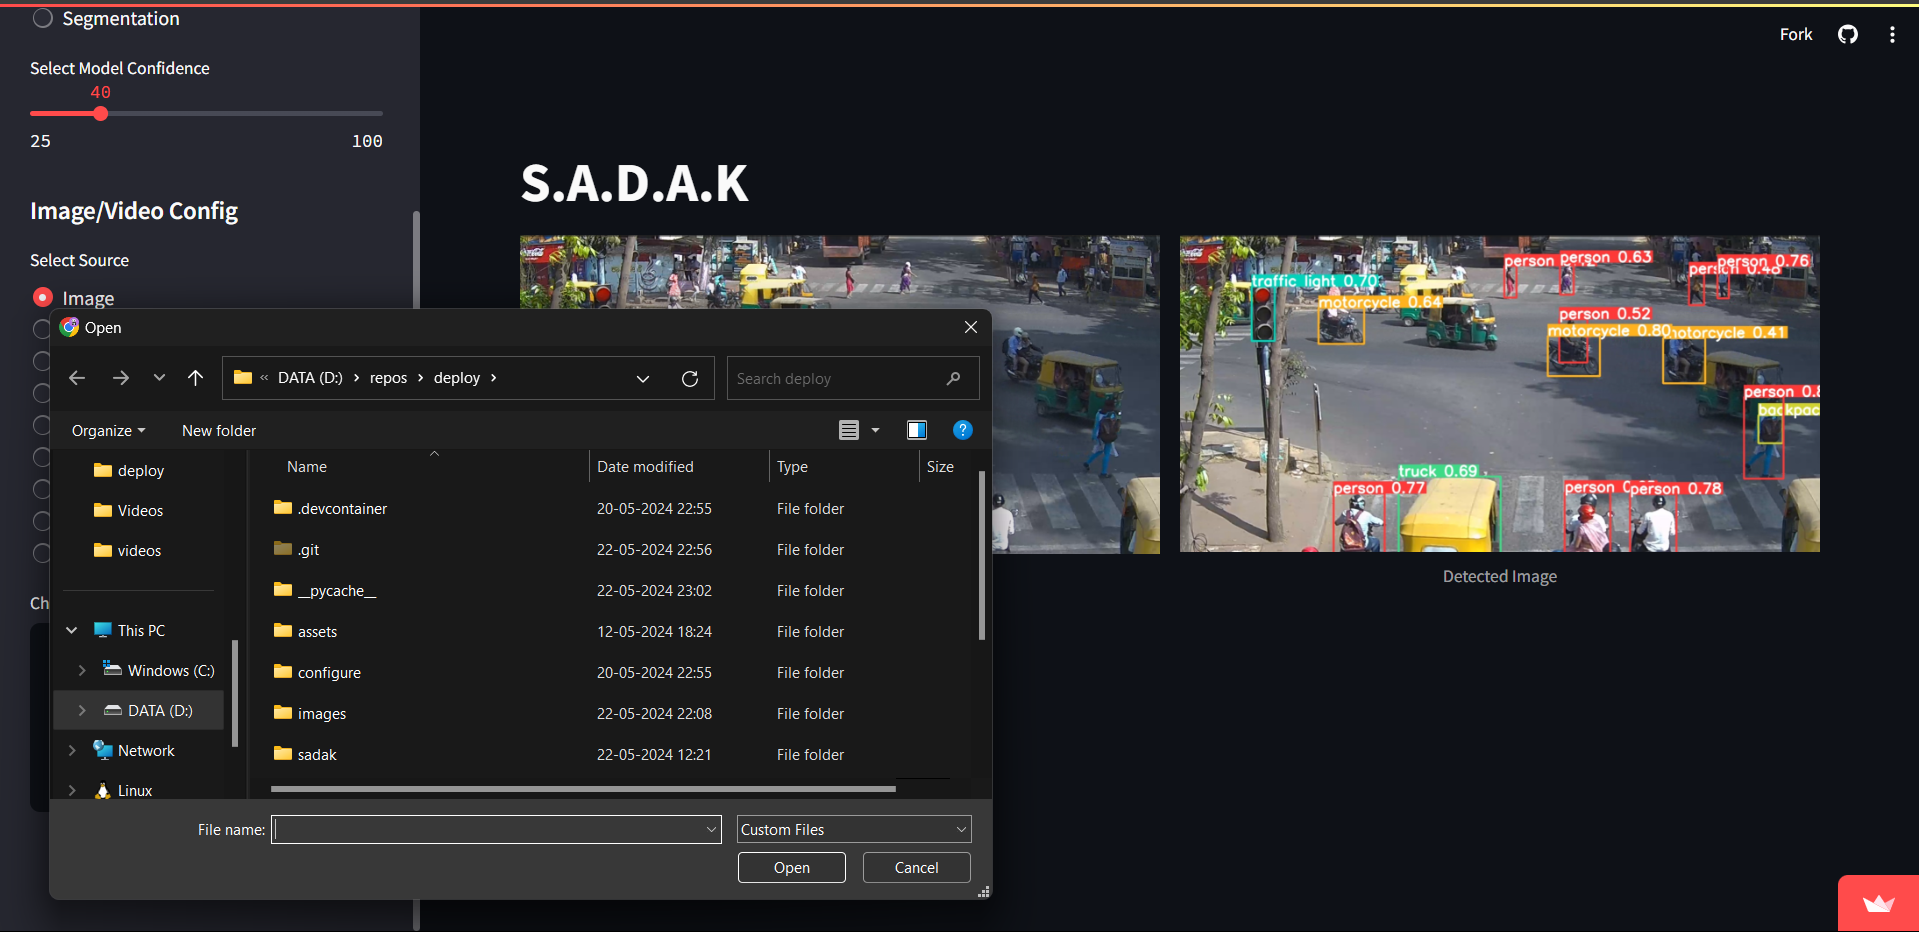 Segmentation
Fork
Select Model Confidence
40
25 100
S.A.D.A.K
Image/Video Config
Select Source
Image
traffic light 0.70
motorcycle 0.64
person
person 0.63
person 0.76
person 0.52
motorcycle 0.80
motorcycle 0.41
person 0.8
backpac
truck 0.69
person 0.77
person
person 0.78
Detected Image
Ch
Open
« DATA (D:) › repos › deploy ›
Search deploy
Organize
New folder
deploy
Videos
videos
This PC
Windows (C:)
DATA (D:)
Network
Linux
Name Date modified Type Size
.devcontainer 20-05-2024 22:55 File folder
.git 22-05-2024 22:56 File folder
__pycache__ 22-05-2024 23:02 File folder
assets 12-05-2024 18:24 File folder
configure 20-05-2024 22:55 File folder
images 22-05-2024 22:08 File folder
sadak 22-05-2024 12:21 File folder
File name:
Custom Files
Open Cancel